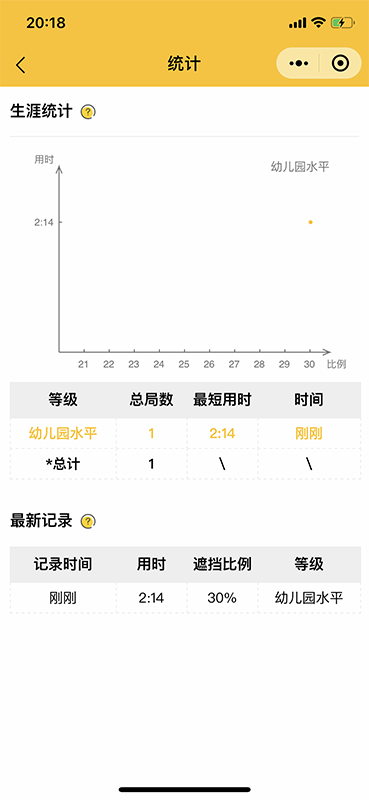 20:18
统计
生涯统计 ?
用时
幼儿园水平
2:14
21 22 23 24 25 26 27 28 29 30 比例
等级 总局数 最短用时 时间
幼儿园水平 1 2:14 刚刚
*总计 1 \ \
最新记录 ?
记录时间 用时 遮挡比例 等级
刚刚 2:14 30% 幼儿园水平